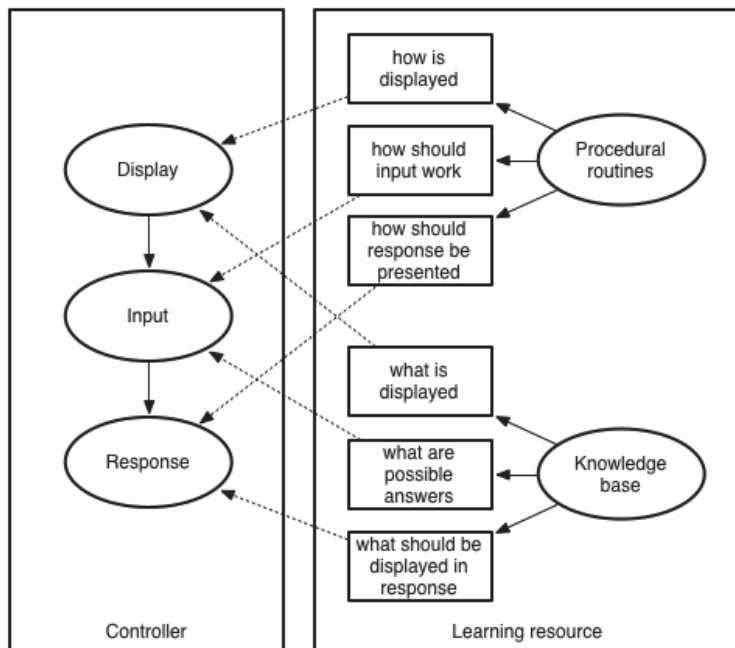 how is
displayed
how should
input work
Procedural
routines
Display
how should
response be
presented
Input
what is
displayed
Response
what are
possible
answers
Knowledge
base
what should be
displayed in
response
Controller
Learning resource